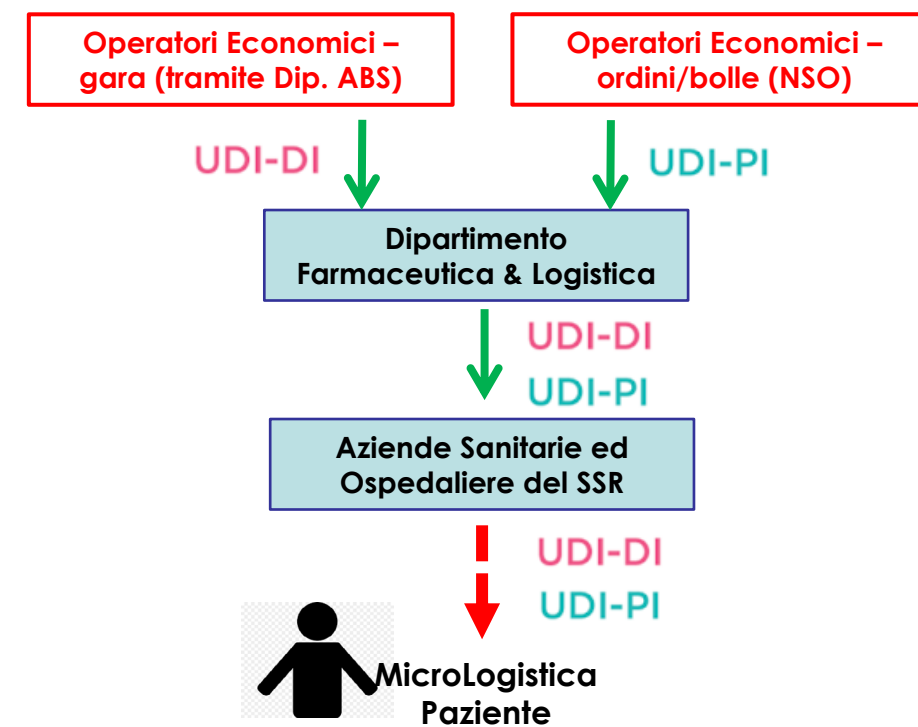 Operatori Economici –
gara (tramite Dip. ABS)
Operatori Economici –
ordini/bolle (NSO)
UDI-DI
UDI-PI
Dipartimento
Farmaceutica & Logistica
UDI-DI
UDI-PI
Aziende Sanitarie ed
Ospedaliere del SSR
UDI-DI
UDI-PI
MicroLogistica
Paziente